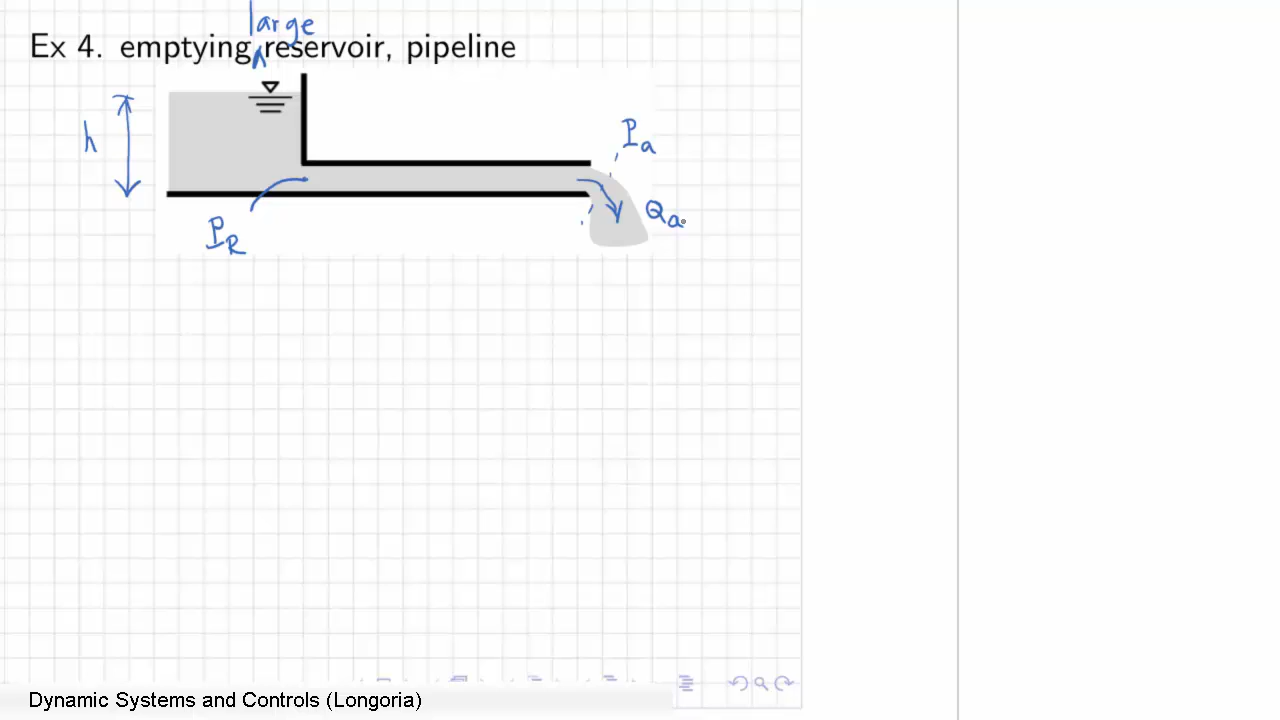 large
Ex 4. emptying reservoir, pipeline
h
Pa
Qa
PR
Dynamic Systems and Controls (Longoria)